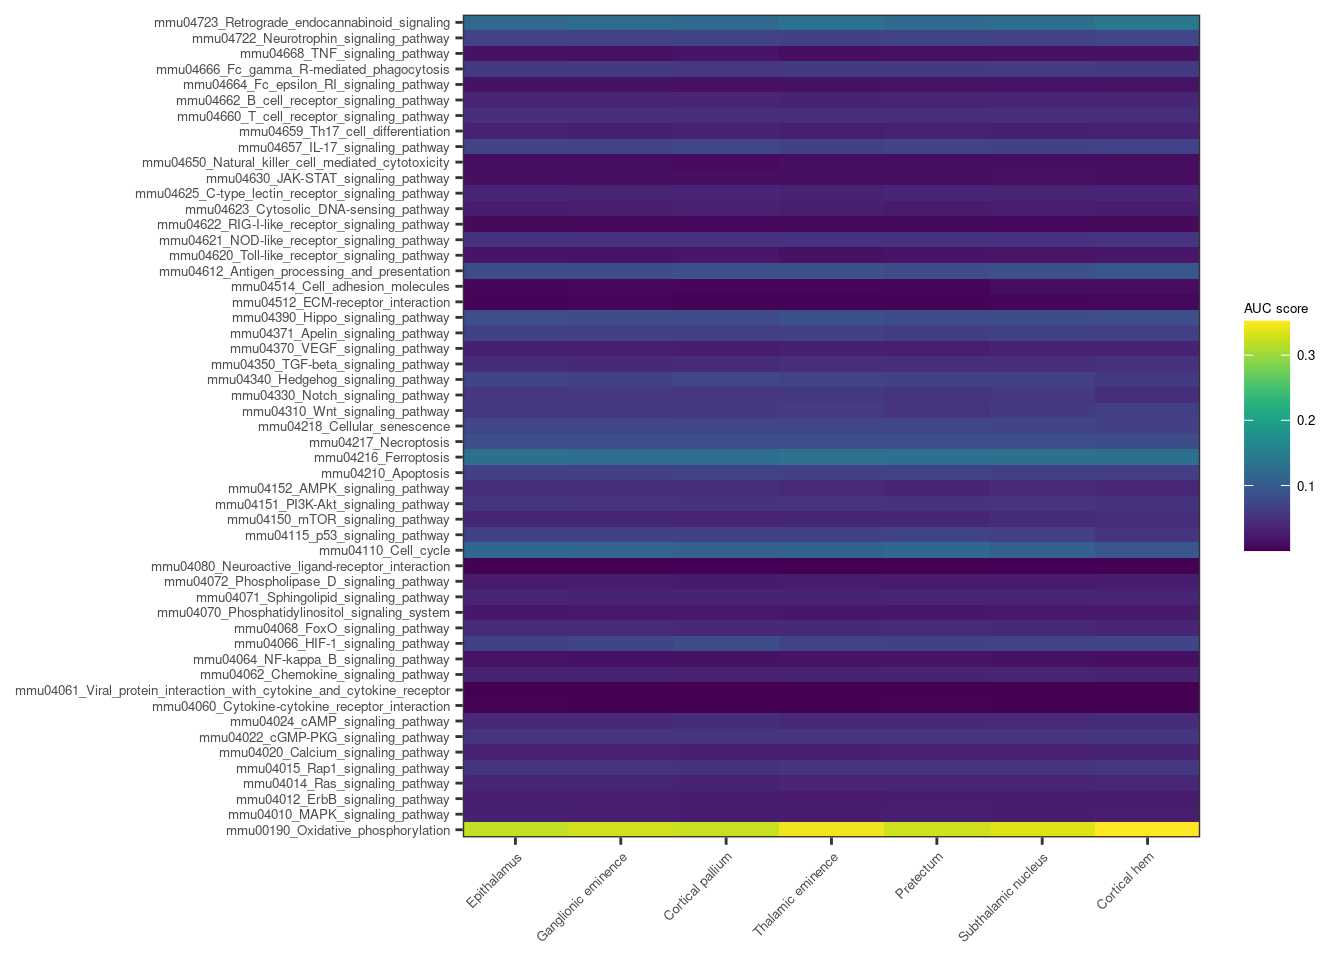 mmu04723_Retrograde_endocannabinoid_signaling
mmu04722_Neurotrophin_signaling_pathway
mmu04668_TNF_signaling_pathway
mmu04666_Fc_gamma_R-mediated_phagocytosis
mmu04664_Fc_epsilon_RI_signaling_pathway
mmu04662_B_cell_receptor_signaling_pathway
mmu04660_T_cell_receptor_signaling_pathway
mmu04659_Th17_cell_differentiation
mmu04657_IL-17_signaling_pathway
mmu04650_Natural_killer_cell_mediated_cytotoxicity
mmu04630_JAK-STAT_signaling_pathway
mmu04625_C-type_lectin_receptor_signaling_pathway
mmu04623_Cytosolic_DNA-sensing_pathway
mmu04622_RIG-I-like_receptor_signaling_pathway
mmu04621_NOD-like_receptor_signaling_pathway
mmu04620_Toll-like_receptor_signaling_pathway
mmu04612_Antigen_processing_and_presentation
mmu04514_Cell_adhesion_molecules
mmu04512_ECM-receptor_interaction
mmu04390_Hippo_signaling_pathway
mmu04371_Apelin_signaling_pathway
mmu04370_VEGF_signaling_pathway
mmu04350_TGF-beta_signaling_pathway
mmu04340_Hedgehog_signaling_pathway
mmu04330_Notch_signaling_pathway
mmu04310_Wnt_signaling_pathway
mmu04218_Cellular_senescence
mmu04217_Necroptosis
mmu04216_Ferroptosis
mmu04210_Apoptosis
mmu04152_AMPK_signaling_pathway
mmu04151_PI3K-Akt_signaling_pathway
mmu04150_mTOR_signaling_pathway
mmu04115_p53_signaling_pathway
mmu04110_Cell_cycle
mmu04080_Neuroactive_ligand-receptor_interaction
mmu04072_Phospholipase_D_signaling_pathway
mmu04071_Sphingolipid_signaling_pathway
mmu04070_Phosphatidylinositol_signaling_system
mmu04068_FoxO_signaling_pathway
mmu04066_HIF-1_signaling_pathway
mmu04064_NF-kappa_B_signaling_pathway
mmu04062_Chemokine_signaling_pathway
mmu04061_Viral_protein_interaction_with_cytokine_and_cytokine_receptor
mmu04060_Cytokine-cytokine_receptor_interaction
mmu04024_cAMP_signaling_pathway
mmu04022_cGMP-PKG_signaling_pathway
mmu04020_Calcium_signaling_pathway
mmu04015_Rap1_signaling_pathway
mmu04014_Ras_signaling_pathway
mmu04012_ErbB_signaling_pathway
mmu04010_MAPK_signaling_pathway
mmu00190_Oxidative_phosphorylation
Epithalamus
Ganglionic eminence
Cortical pallium
Thalamic eminence
Pretectum
Subthalamic nucleus
Cortical hem
AUC score
0.3
0.2
0.1